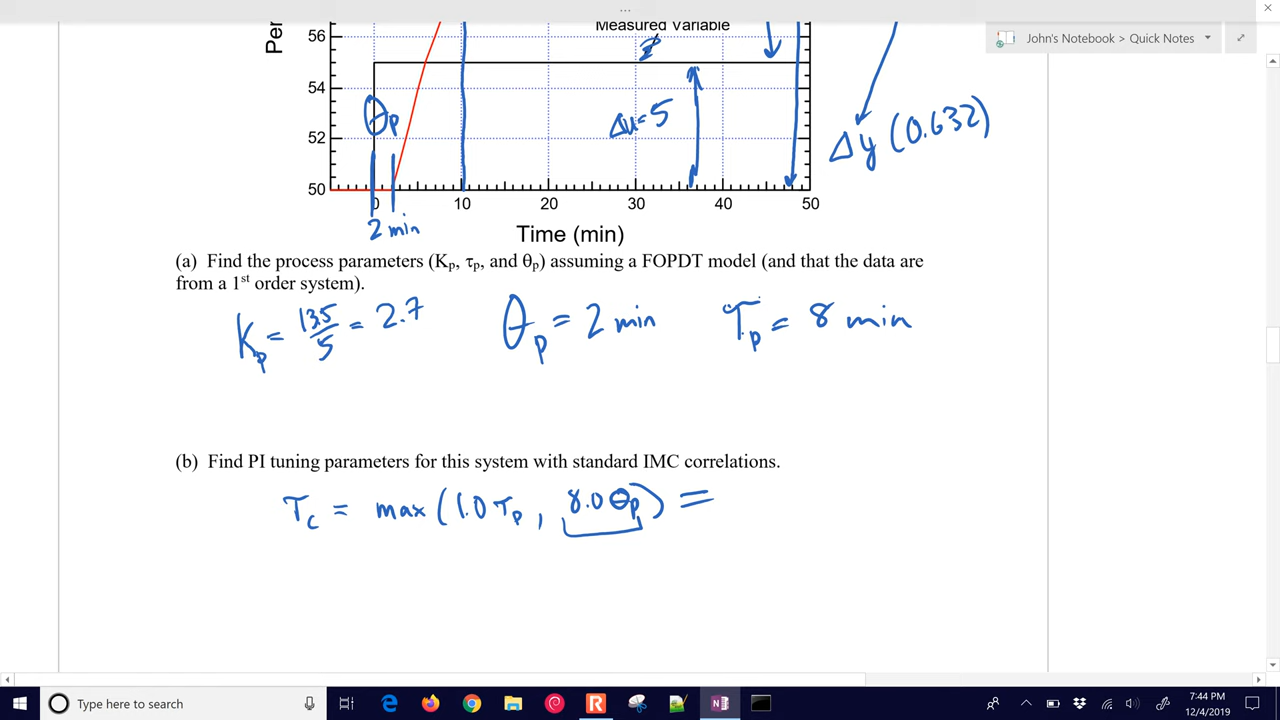 ...
John's Notebook > Quick Notes
Per
Measured Variable
56
54
52
50
Δu = 5
Δy (0.632)
θp
0 10 20 30 40 50
2 min
Time (min)
(a) Find the process parameters (Kp, τp, and θp) assuming a FOPDT model (and that the data are
from a 1st order system).
Kp = 13.5/5 = 2.7 θp = 2 min τp = 8 min
(b) Find PI tuning parameters for this system with standard IMC correlations.
τc = max(1.0 τp, 8.0 θp) =
Type here to search
7:44 PM
12/4/2019